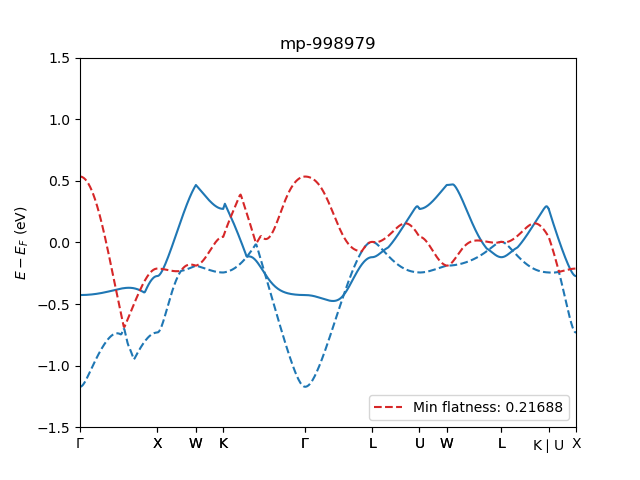 mp-998979
E − E_F (eV)
1.5
1.0
0.5
0.0
−0.5
−1.0
−1.5
Min flatness: 0.21688
Γ X W K Γ L U W L K | U X